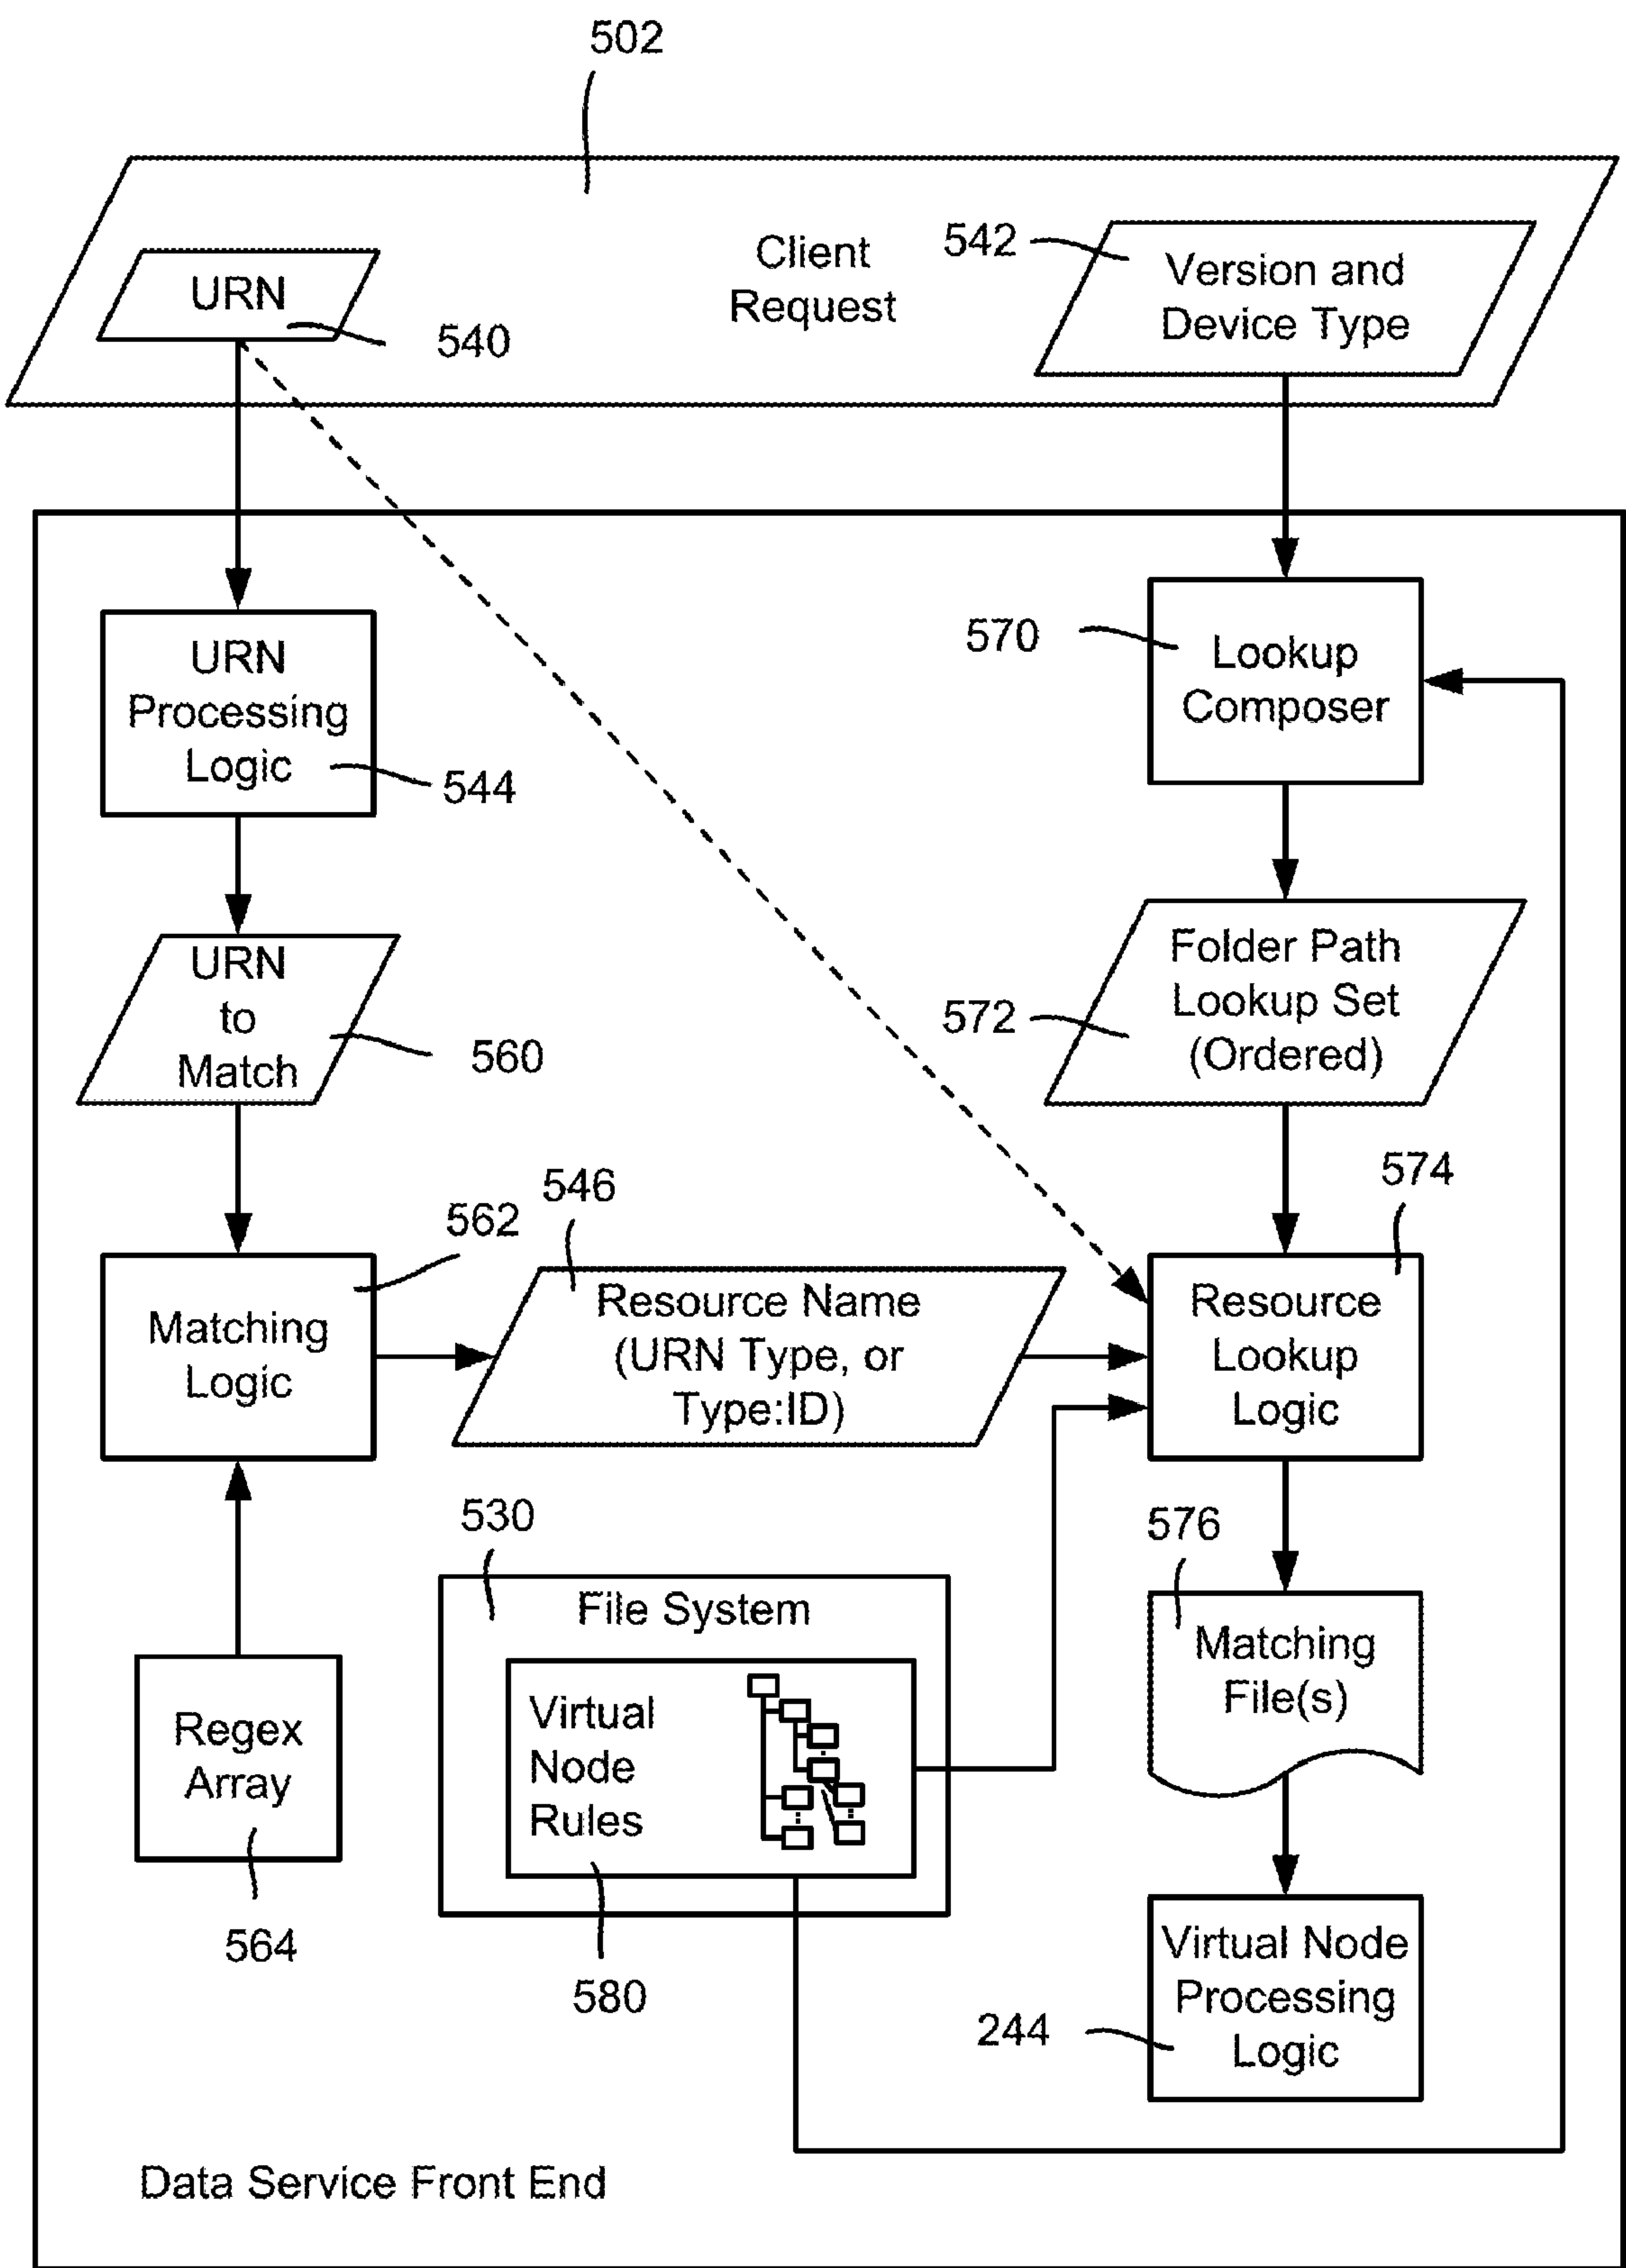 502
Client
Request
542
Version and
Device Type
URN
540
URN
Processing
Logic
544
570
Lookup
Composer
URN
to
Match
560
572
Folder Path
Lookup Set
(Ordered)
546
562
574
Matching
Logic
Resource Name
(URN Type, or
Type:ID)
Resource
Lookup
Logic
530
File System
576
Matching
File(s)
Regex
Array
564
Virtual
Node
Rules
580
244
Virtual Node
Processing
Logic
Data Service Front End